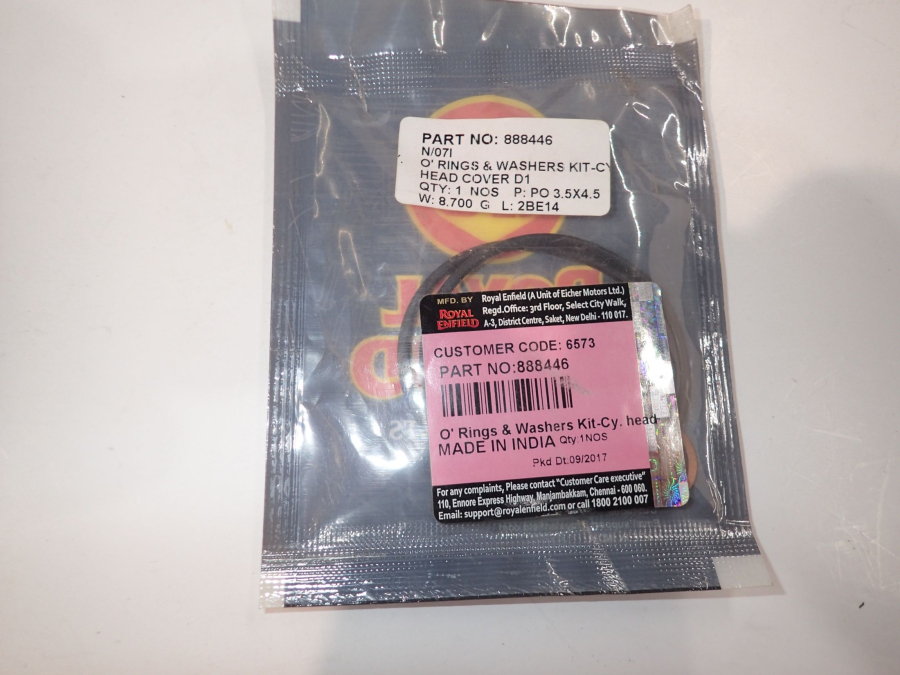 PART NO: 888446
N/07I
O' RINGS & WASHERS KIT-CY
HEAD COVER D1
QTY: 1 NOS P: PO 3.5X4.5
W: 8.700 G L: 2BE14
MFD. BY
ROYAL
ENFIELD
Royal Enfield (A Unit of Eicher Motors Ltd.)
Regd.Office: 3rd Floor, Select City Walk,
A-3, District Centre, Saket, New Delhi - 110 017.
CUSTOMER CODE: 6573
PART NO:888446
O' Rings & Washers Kit-Cy. head
MADE IN INDIA Qty 1NOS
Pkd Dt.09/2017
For any complaints, Please contact "Customer Care executive"
110, Ennore Express Highway, Manjambakkam, Chennai - 600 060.
Email: support@royalenfield.com or call 1800 2100 007